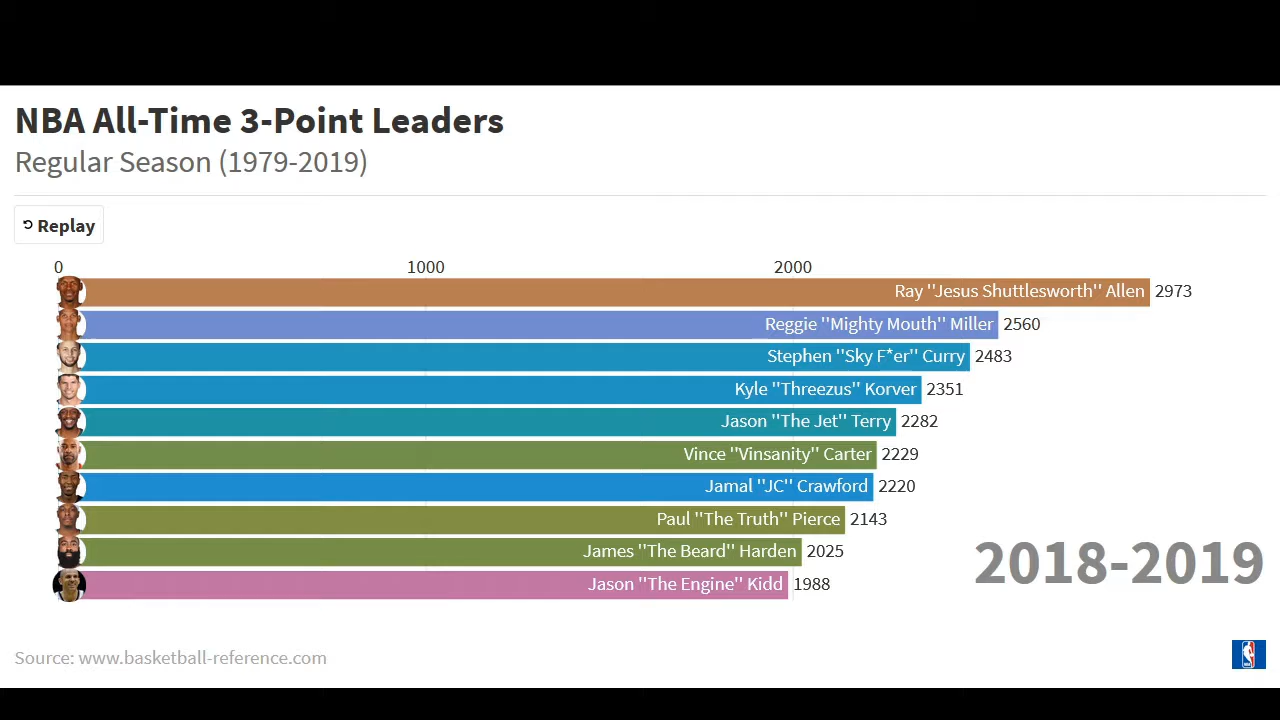 NBA All-Time 3-Point Leaders
Regular Season (1979-2019)
Replay
0 1000 2000
Ray "Jesus Shuttlesworth" Allen 2973
Reggie "Mighty Mouth" Miller 2560
Stephen "Sky F*er" Curry 2483
Kyle "Threezus" Korver 2351
Jason "The Jet" Terry 2282
Vince "Vinsanity" Carter 2229
Jamal "JC" Crawford 2220
Paul "The Truth" Pierce 2143
James "The Beard" Harden 2025
Jason "The Engine" Kidd 1988
2018-2019
Source: www.basketball-reference.com